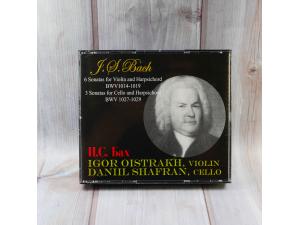 J. S. Bach
6 Sonatas for Violin and Harpsichord
BWV1014-1019
3 Sonatas for Cello and Harpsichord
BWV 1027-1029
И.С. Бах
IGOR OISTRAKH, VIOLIN
DANIIL SHAFRAN, CELLO